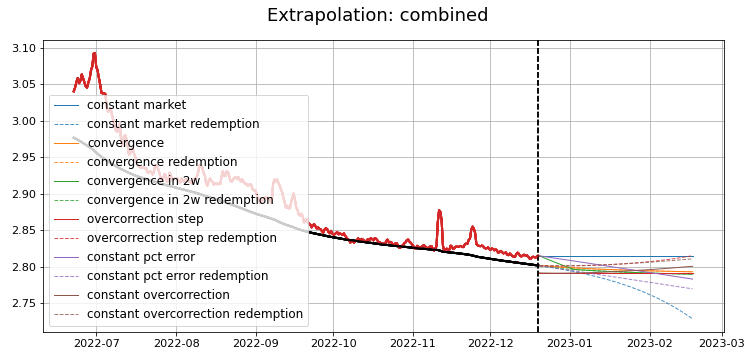 Extrapolation: combined
3.10
3.05
3.00
2.95
2.90
2.85
2.80
2.75
constant market
constant market redemption
convergence
convergence redemption
convergence in 2w
convergence in 2w redemption
overcorrection step
overcorrection step redemption
constant pct error
constant pct error redemption
constant overcorrection
constant overcorrection redemption
2022-07 2022-08 2022-09 2022-10 2022-11 2022-12 2023-01 2023-02 2023-03